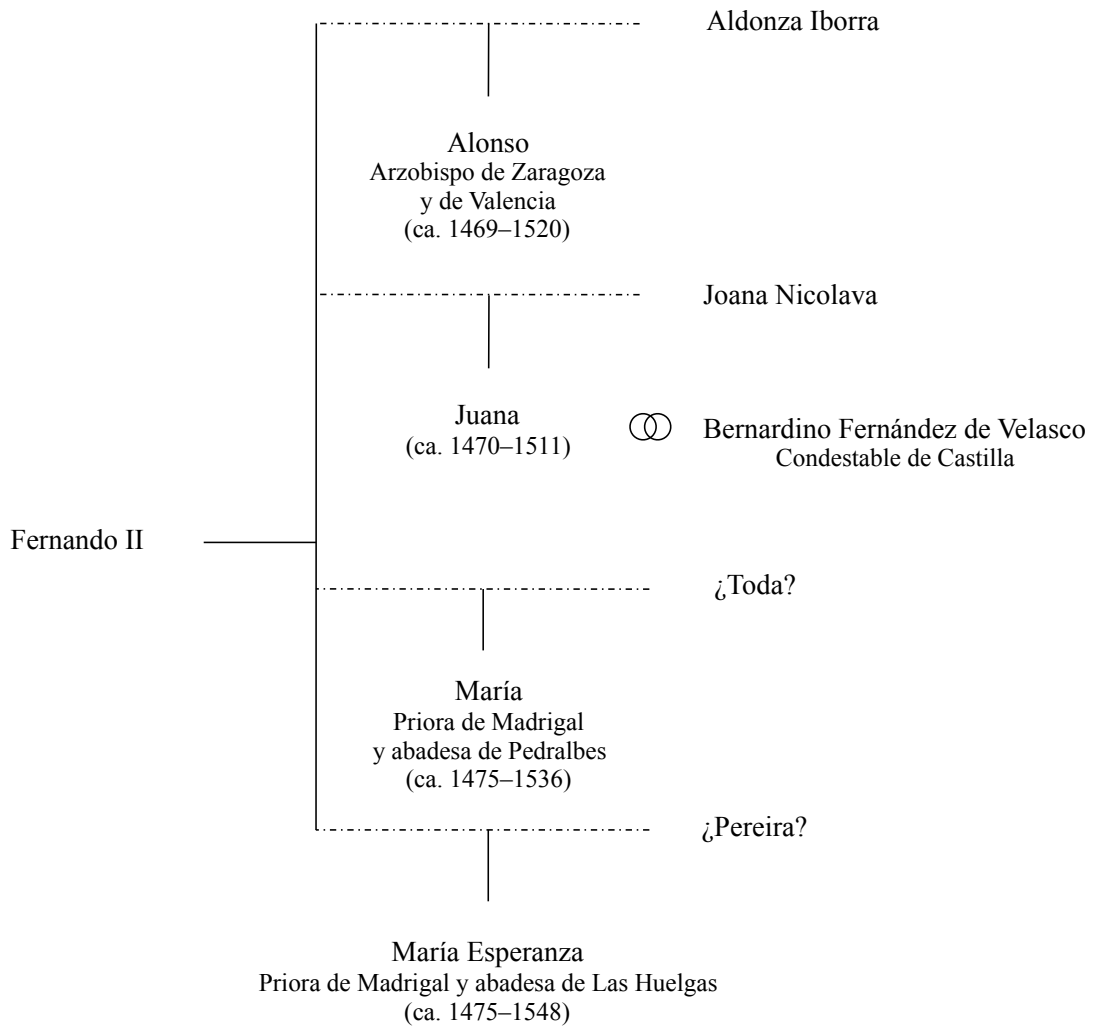 Aldonza Iborra
Alonso
Arzobispo de Zaragoza
y de Valencia
(ca. 1469–1520)
Joana Nicolava
Juana
(ca. 1470–1511)
Bernardino Fernández de Velasco
Condestable de Castilla
Fernando II
¿Toda?
María
Priora de Madrigal
y abadesa de Pedralbes
(ca. 1475–1536)
¿Pereira?
María Esperanza
Priora de Madrigal y abadesa de Las Huelgas
(ca. 1475–1548)